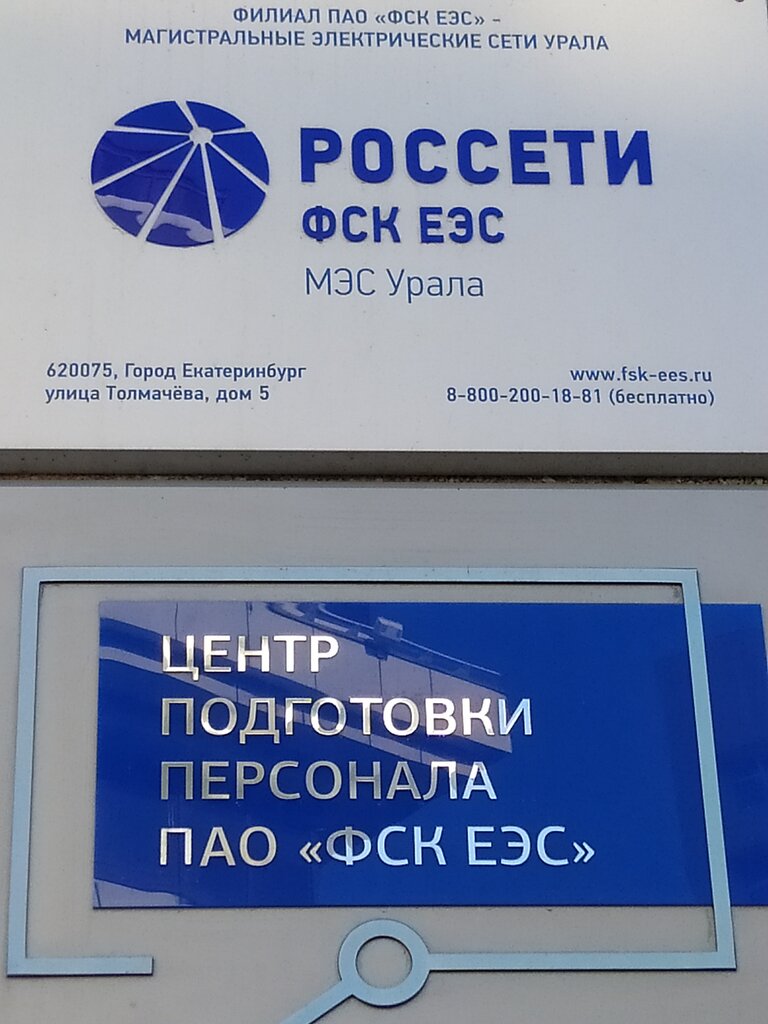 ФИЛИАЛ ПАО «ФСК ЕЭС» -
МАГИСТРАЛЬНЫЕ ЭЛЕКТРИЧЕСКИЕ СЕТИ УРАЛА
РОССЕТИ
ФСК ЕЭС
МЭС Урала
620075, Город Екатеринбург
улица Толмачёва, дом 5
www.fsk-ees.ru
8-800-200-18-81 (бесплатно)
ЦЕНТР
ПОДГОТОВКИ
ПЕРСОНАЛА
ПАО «ФСК ЕЭС»